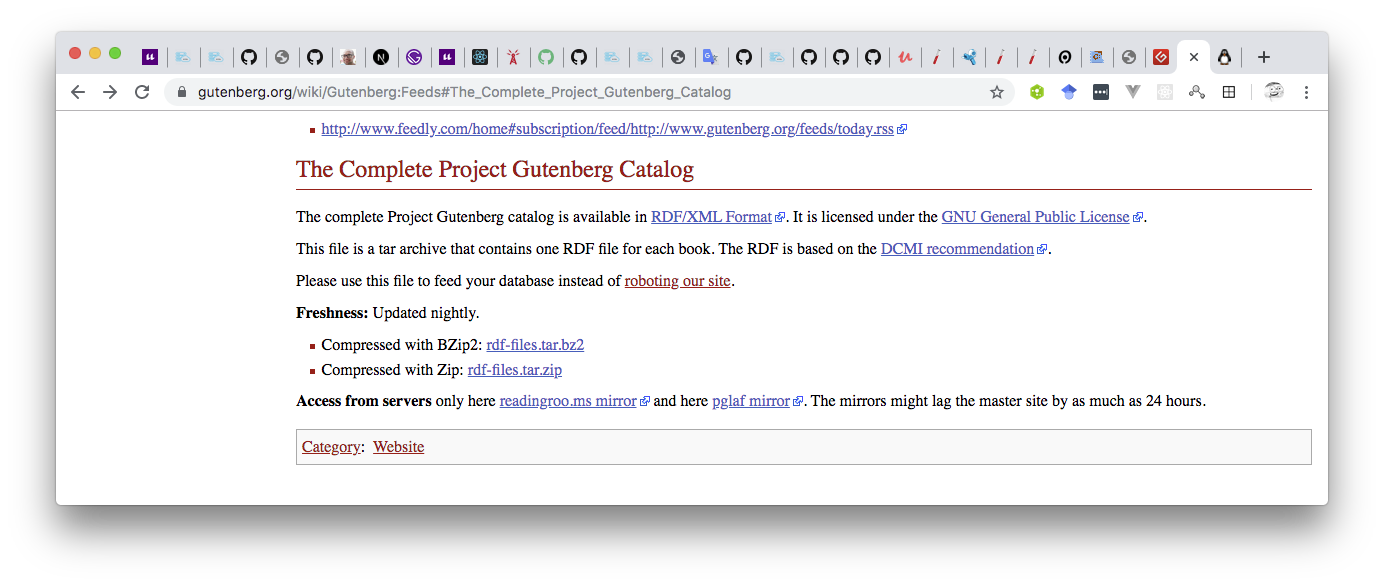 gutenberg.org/wiki/Gutenberg:Feeds#The_Complete_Project_Gutenberg_Catalog
http://www.feedly.com/home#subscription/feed/http://www.gutenberg.org/feeds/today.rss
The Complete Project Gutenberg Catalog
The complete Project Gutenberg catalog is available in RDF/XML Format. It is licensed under the GNU General Public License.
This file is a tar archive that contains one RDF file for each book. The RDF is based on the DCMI recommendation.
Please use this file to feed your database instead of roboting our site.
Freshness: Updated nightly.
Compressed with BZip2: rdf-files.tar.bz2
Compressed with Zip: rdf-files.tar.zip
Access from servers only here readingroo.ms mirror and here pglaf mirror. The mirrors might lag the master site by as much as 24 hours.
Category: Website